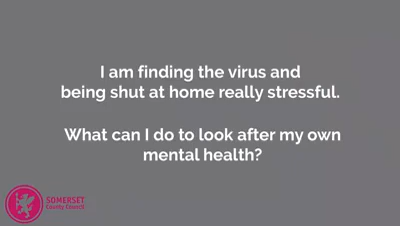 I am finding the virus and
being shut at home really stressful.
What can I do to look after my own
mental health?
SOMERSET
County Council